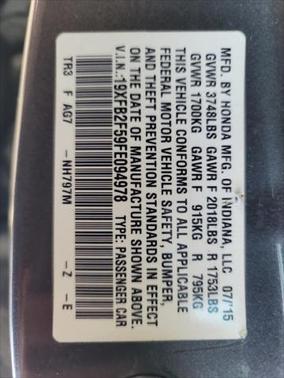 MFD. BY HONDA MFG. OF INDIANA, LLC 07/15
GVWR 3748LBS GAWR F 2018LBS R 1753LBS
GVWR 1700KG GAWR F 915KG R 795KG
THIS VEHICLE CONFORMS TO ALL APPLICABLE
FEDERAL MOTOR VEHICLE SAFETY, BUMPER,
AND THEFT PREVENTION STANDARDS IN EFFECT
ON THE DATE OF MANUFACTURE SHOWN ABOVE.
V.I.N.:19XFB2F59FE094978 TYPE: PASSENGER CAR
TR3 F AG7 -NH797M -Z-E